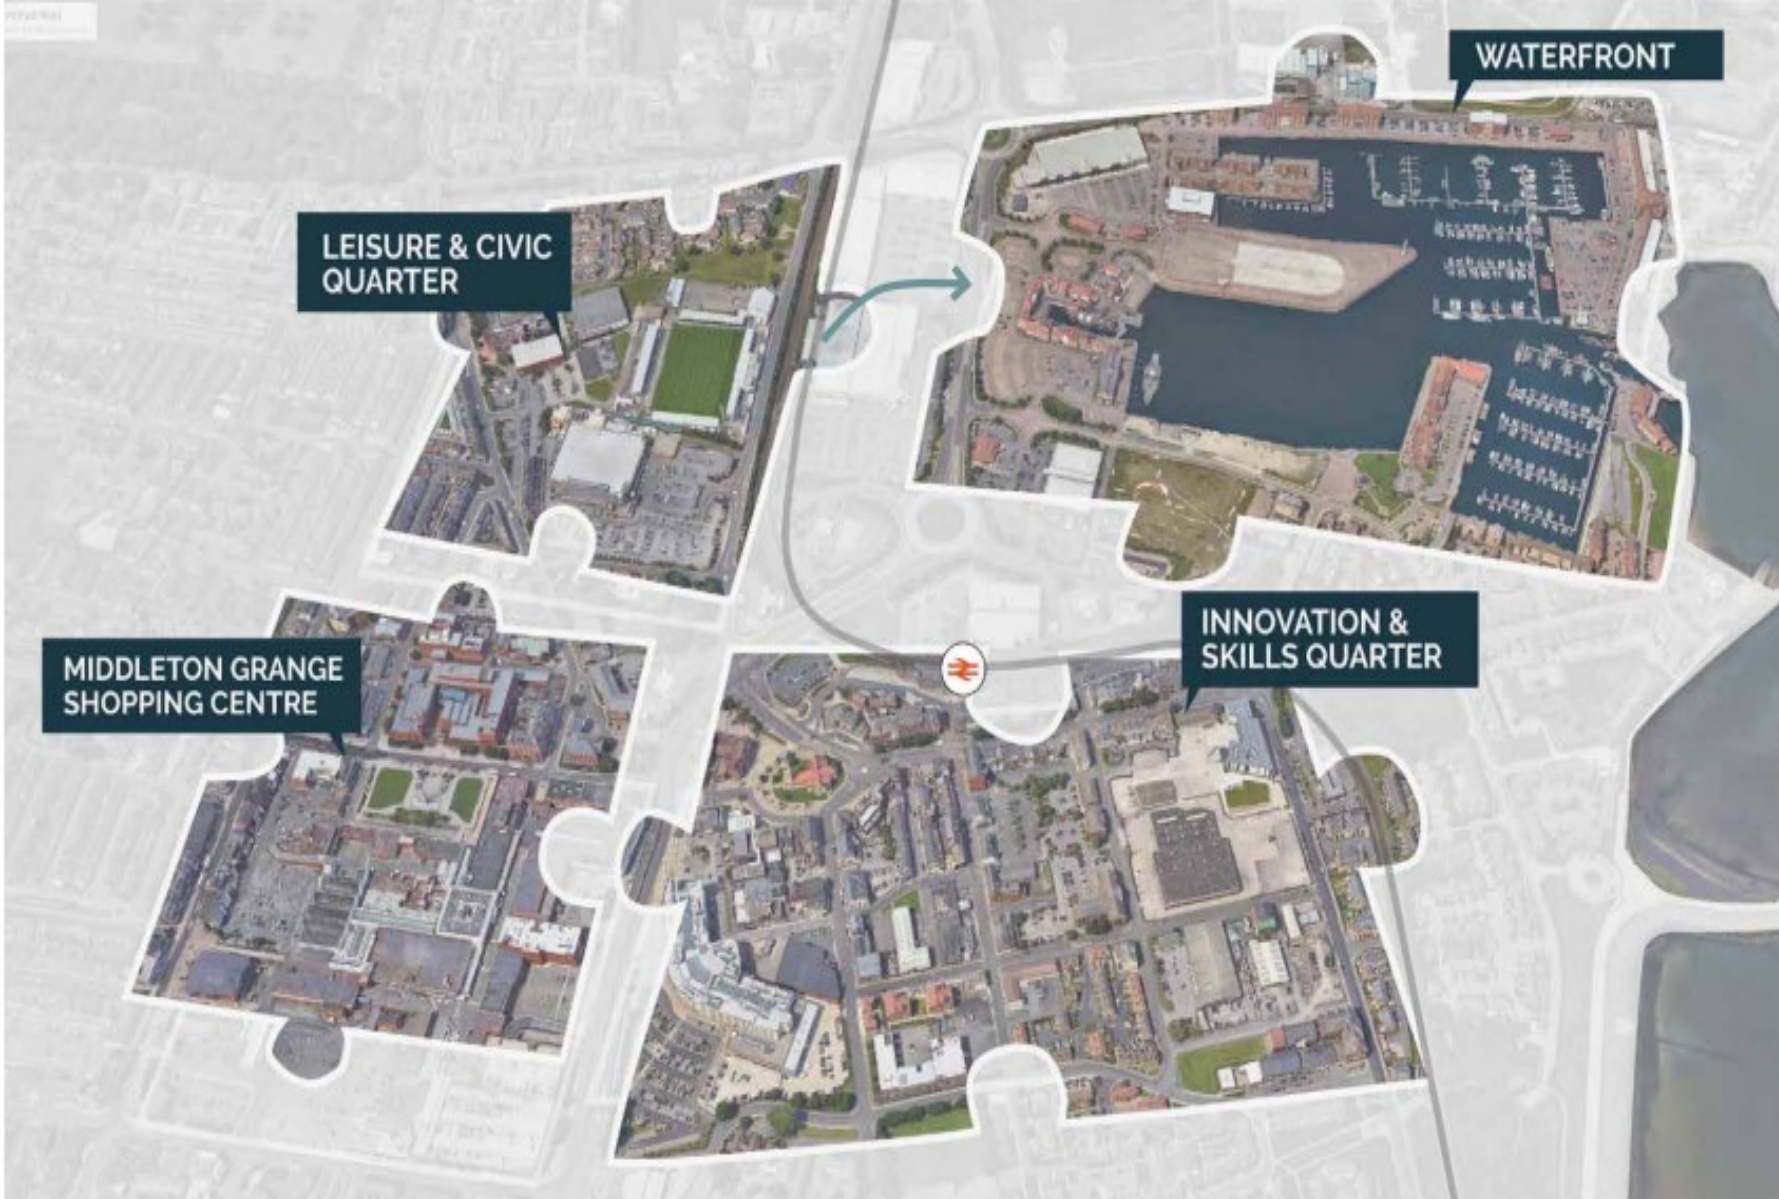 WATERFRONT
LEISURE & CIVIC
QUARTER
INNOVATION &
SKILLS QUARTER
MIDDLETON GRANGE
SHOPPING CENTRE